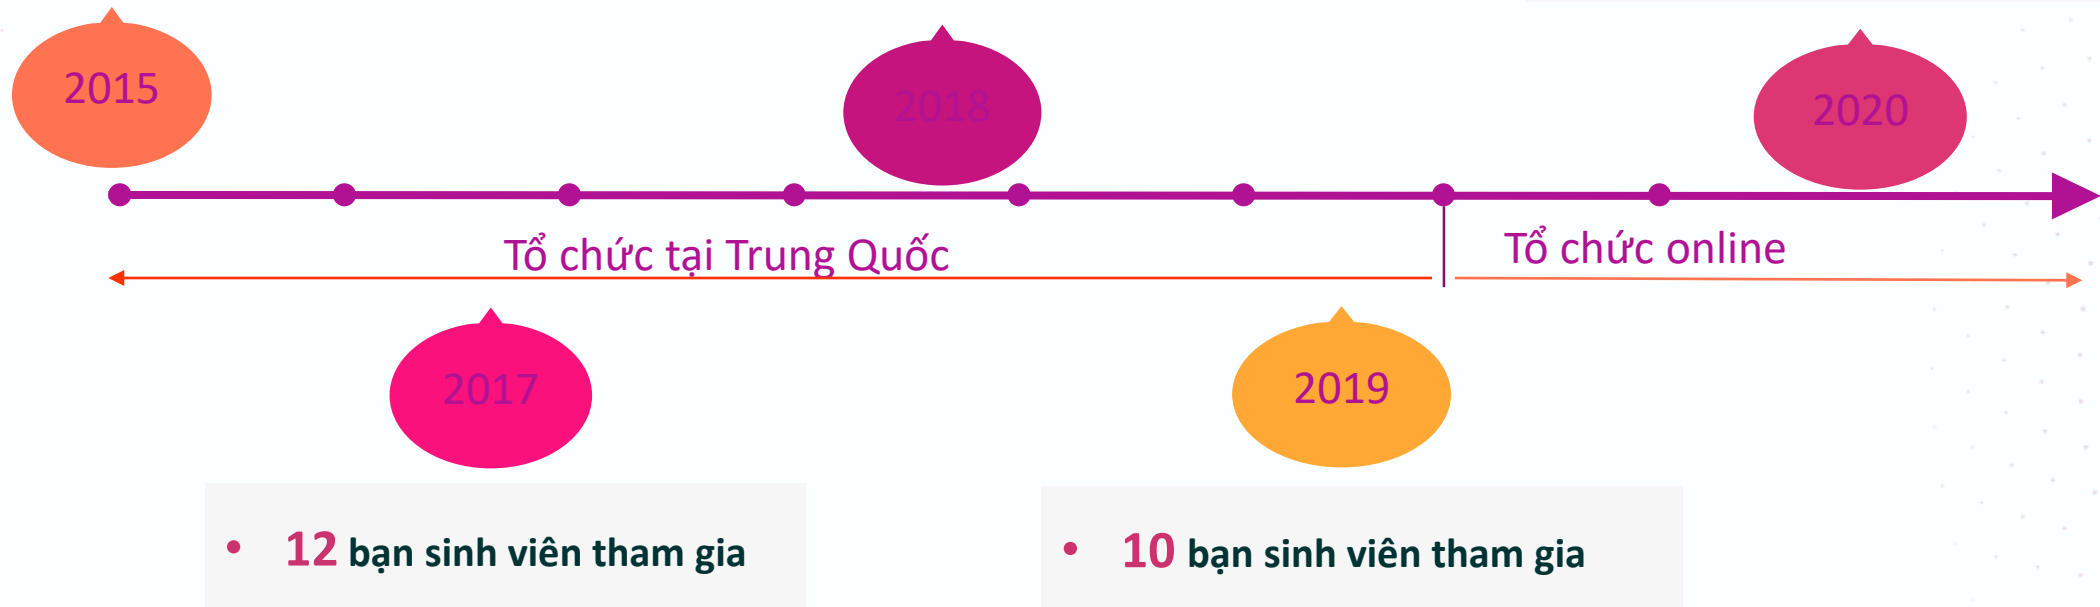 2015
2018
2020
Tổ chức tại Trung Quốc
Tổ chức online
2017
2019
• 12 bạn sinh viên tham gia
• 10 bạn sinh viên tham gia